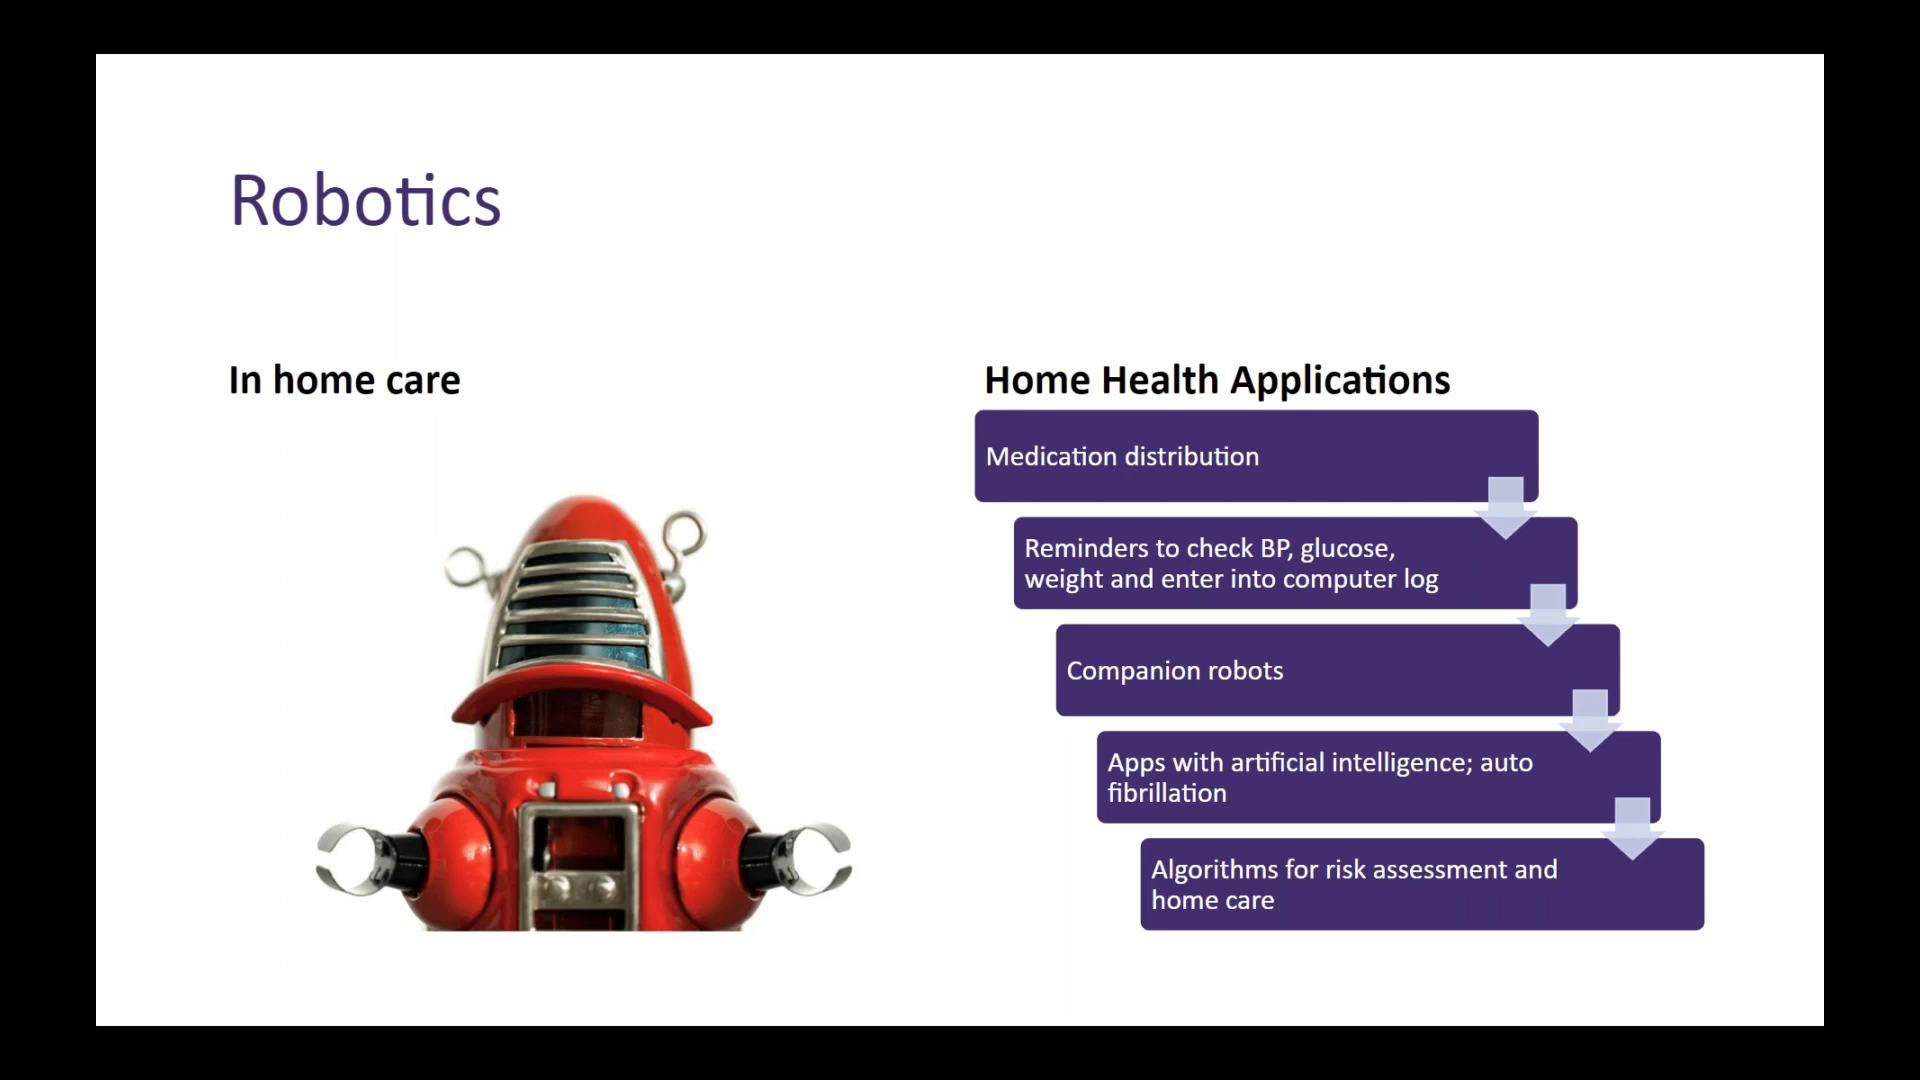 Robotics
In home care
Home Health Applications
Medication distribution
Reminders to check BP, glucose,
weight and enter into computer log
Companion robots
Apps with artificial intelligence; auto
fibrillation
Algorithms for risk assessment and
home care